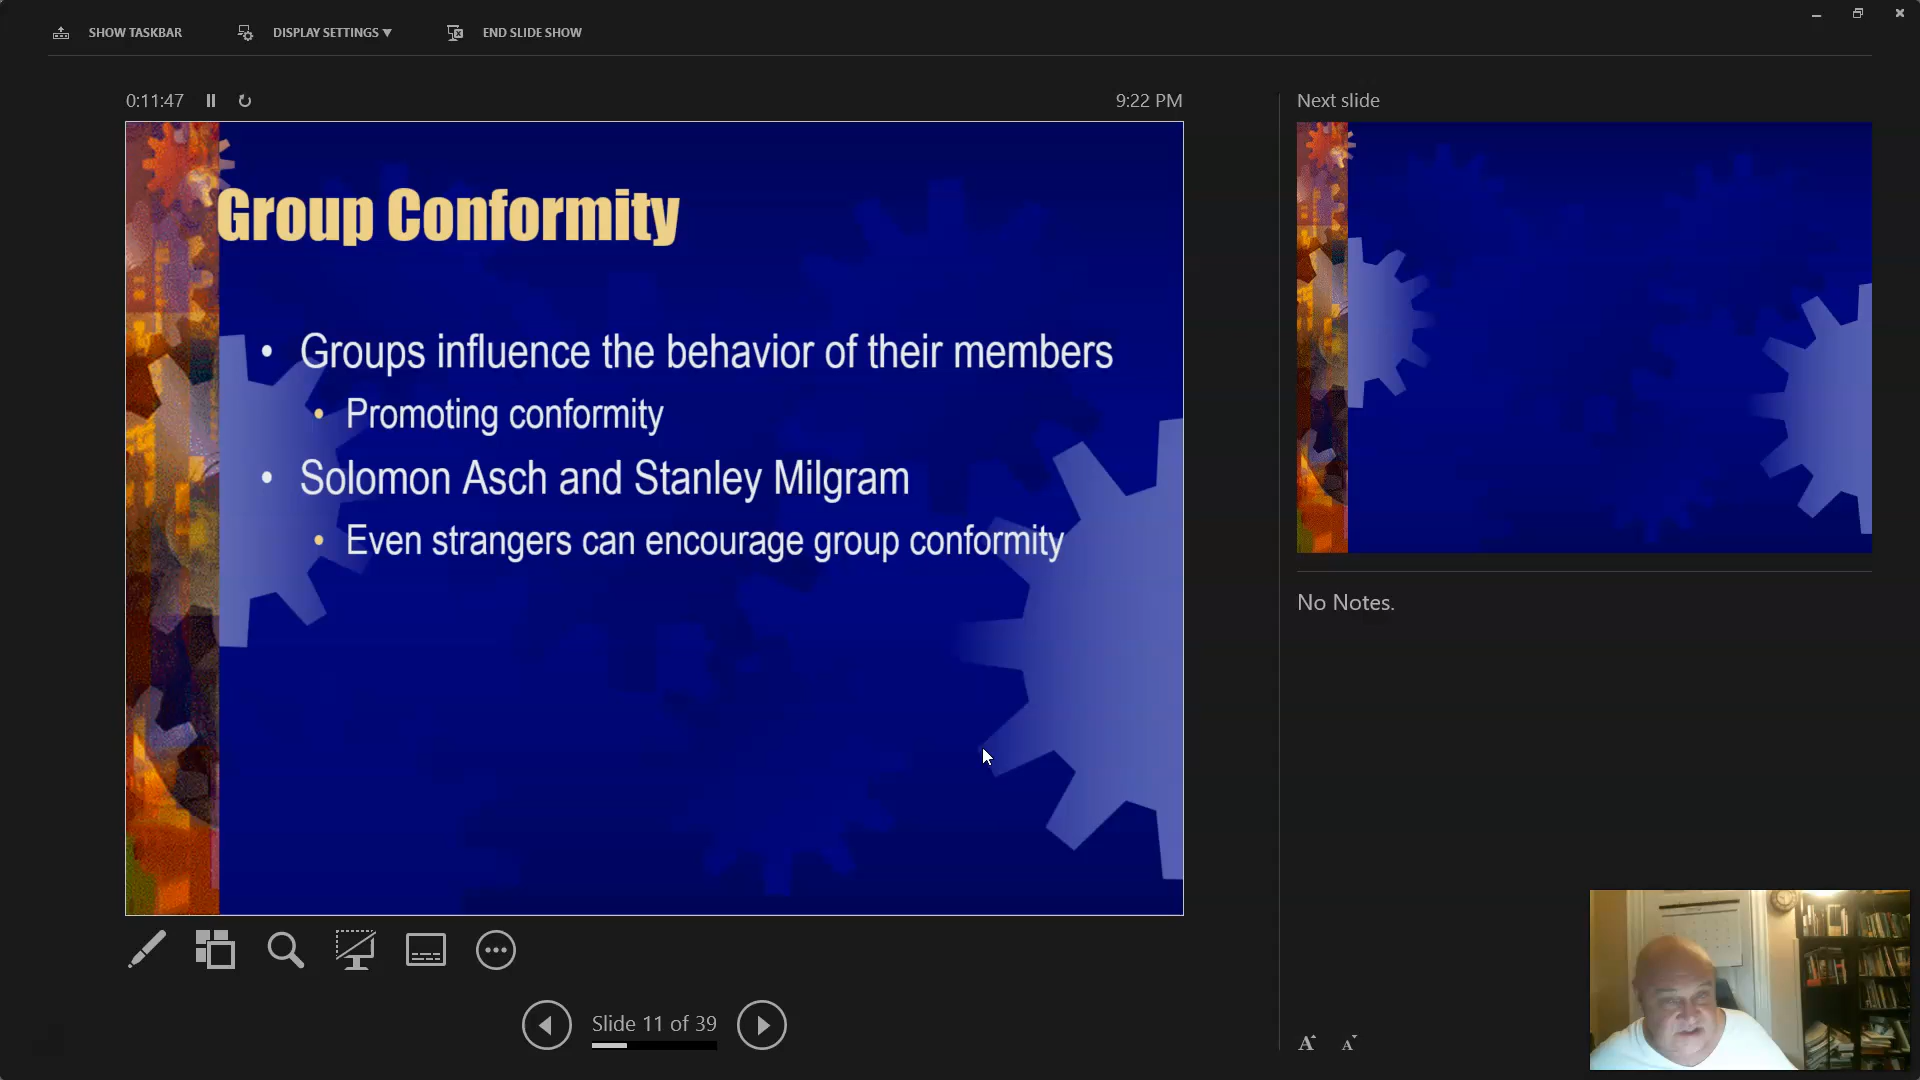 SHOW TASKBAR
DISPLAY SETTINGS ▼
END SLIDE SHOW
0:11:47
9:22 PM
Next slide
Group Conformity
• Groups influence the behavior of their members
• Promoting conformity
• Solomon Asch and Stanley Milgram
• Even strangers can encourage group conformity
No Notes.
Slide 11 of 39
A A